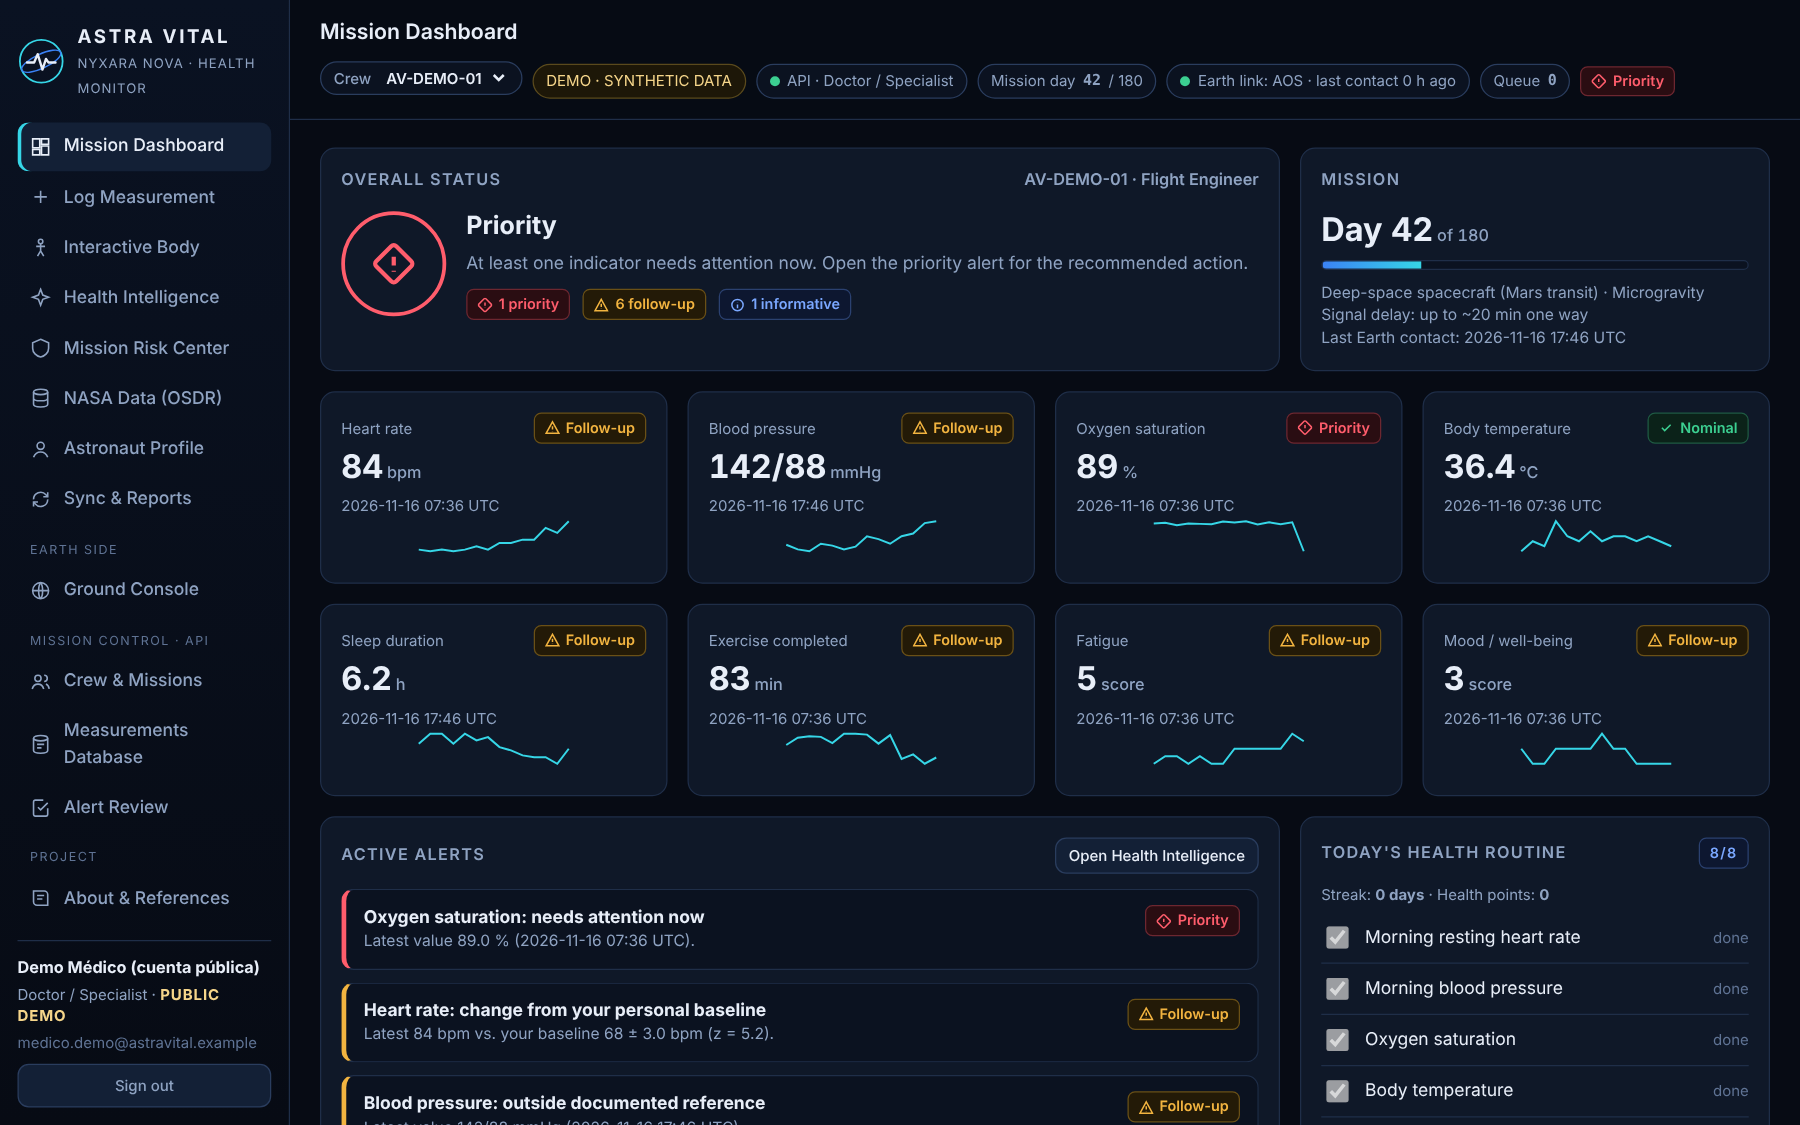 ASTRA VITAL
NYXARA NOVA · HEALTH
MONITOR
Mission Dashboard
Log Measurement
Interactive Body
Health Intelligence
Mission Risk Center
NASA Data (OSDR)
Astronaut Profile
Sync & Reports
EARTH SIDE
Ground Console
MISSION CONTROL · API
Crew & Missions
Measurements
Database
Alert Review
PROJECT
About & References
Demo Médico (cuenta pública)
Doctor / Specialist · PUBLIC
DEMO
medico.demo@astravital.example
Sign out
Mission Dashboard
Crew AV-DEMO-01
DEMO · SYNTHETIC DATA
API · Doctor / Specialist
Mission day 42 / 180
Earth link: AOS · last contact 0 h ago
Queue 0
Priority
OVERALL STATUS
AV-DEMO-01 · Flight Engineer
Priority
At least one indicator needs attention now. Open the priority alert for the recommended action.
1 priority
6 follow-up
1 informative
MISSION
Day 42 of 180
Deep-space spacecraft (Mars transit) · Microgravity
Signal delay: up to ~20 min one way
Last Earth contact: 2026-11-16 17:46 UTC
Heart rate
Follow-up
84 bpm
2026-11-16 07:36 UTC
Blood pressure
Follow-up
142/88 mmHg
2026-11-16 17:46 UTC
Oxygen saturation
Priority
89 %
2026-11-16 07:36 UTC
Body temperature
Nominal
36.4 °C
2026-11-16 07:36 UTC
Sleep duration
Follow-up
6.2 h
2026-11-16 17:46 UTC
Exercise completed
Follow-up
83 min
2026-11-16 07:36 UTC
Fatigue
Follow-up
5 score
2026-11-16 07:36 UTC
Mood / well-being
Follow-up
3 score
2026-11-16 07:36 UTC
ACTIVE ALERTS
Open Health Intelligence
Oxygen saturation: needs attention now
Priority
Latest value 89.0 % (2026-11-16 07:36 UTC).
Heart rate: change from your personal baseline
Follow-up
Latest 84 bpm vs. your baseline 68 ± 3.0 bpm (z = 5.2).
Blood pressure: outside documented reference
Follow-up
Latest value 142/88 mmHg (2026-11-16 17:46 UTC)
TODAY'S HEALTH ROUTINE
8/8
Streak: 0 days · Health points: 0
Morning resting heart rate
done
Morning blood pressure
done
Oxygen saturation
done
Body temperature
done